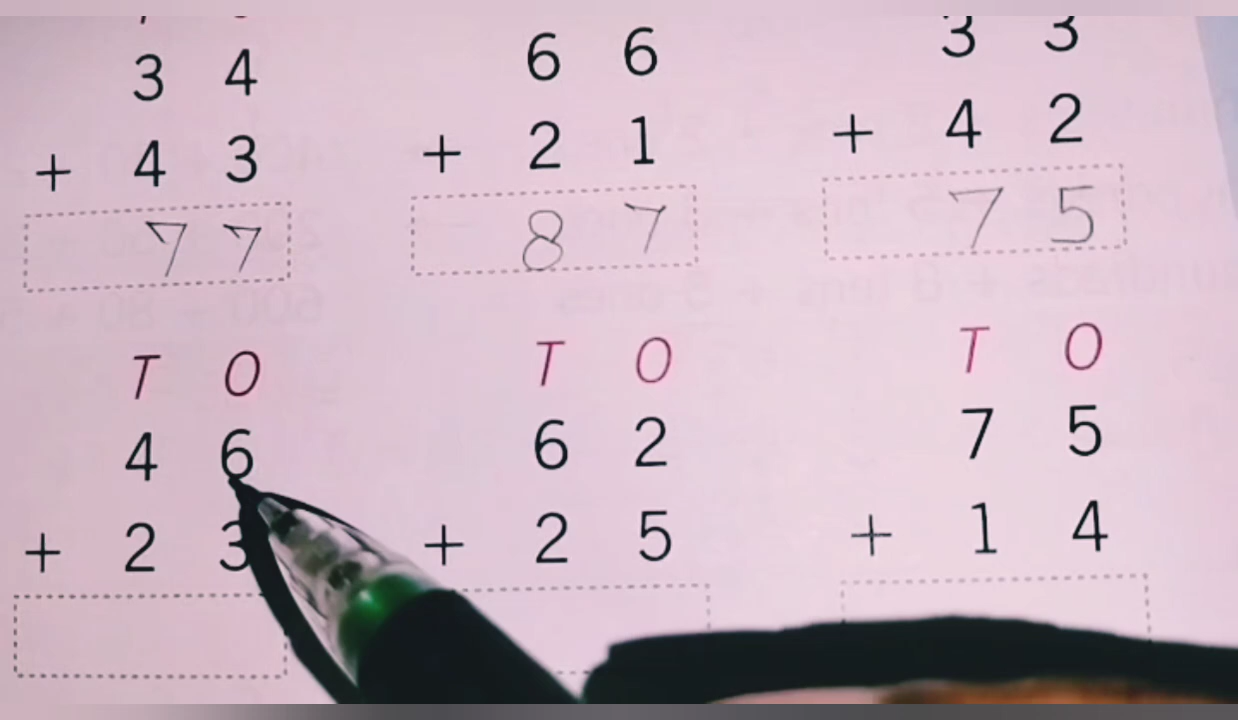 3 4 6 6 3 3
+ 4 3 + 2 1 + 4 2
7 7 8 7 7 5
T O T O T O
4 6 6 2 7 5
+ 2 3 + 2 5 + 1 4